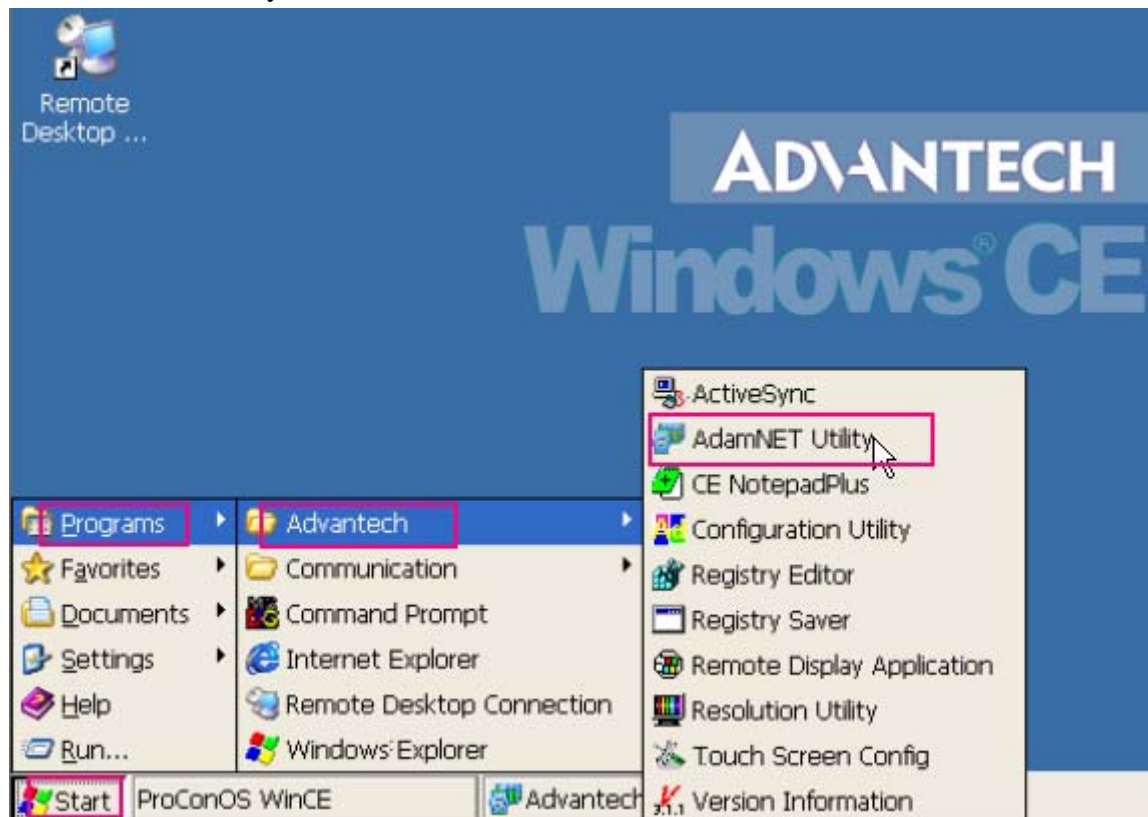 Remote
Desktop ...
ADVANTECH
Windows® CE
ActiveSync
AdamNET Utility
CE NotepadPlus
Configuration Utility
Registry Editor
Registry Saver
Remote Display Application
Resolution Utility
Touch Screen Config
Version Information
Programs
Favorites
Documents
Settings
Help
Run...
Advantech
Communication
Command Prompt
Internet Explorer
Remote Desktop Connection
Windows Explorer
Start
ProConOS WinCE
Advantech